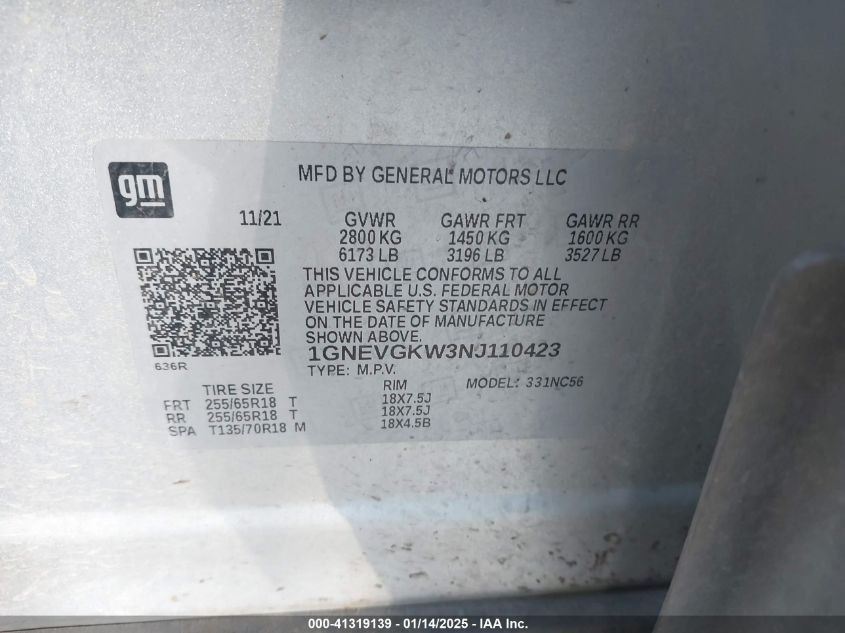 gm
MFD BY GENERAL MOTORS LLC
11/21 GVWR GAWR FRT GAWR RR
2800 KG 1450 KG 1600 KG
6173 LB 3196 LB 3527 LB
THIS VEHICLE CONFORMS TO ALL
APPLICABLE U.S. FEDERAL MOTOR
VEHICLE SAFETY STANDARDS IN EFFECT
ON THE DATE OF MANUFACTURE
SHOWN ABOVE.
1GNEVGKW3NJ110423
636R
TYPE: M.P.V. MODEL: 331NC56
TIRE SIZE RIM
FRT 255/65R18 T 18X7.5J
RR 255/65R18 T 18X7.5J
SPA T135/70R18 M 18X4.5B
000-41319139 - 01/14/2025 - IAA Inc.